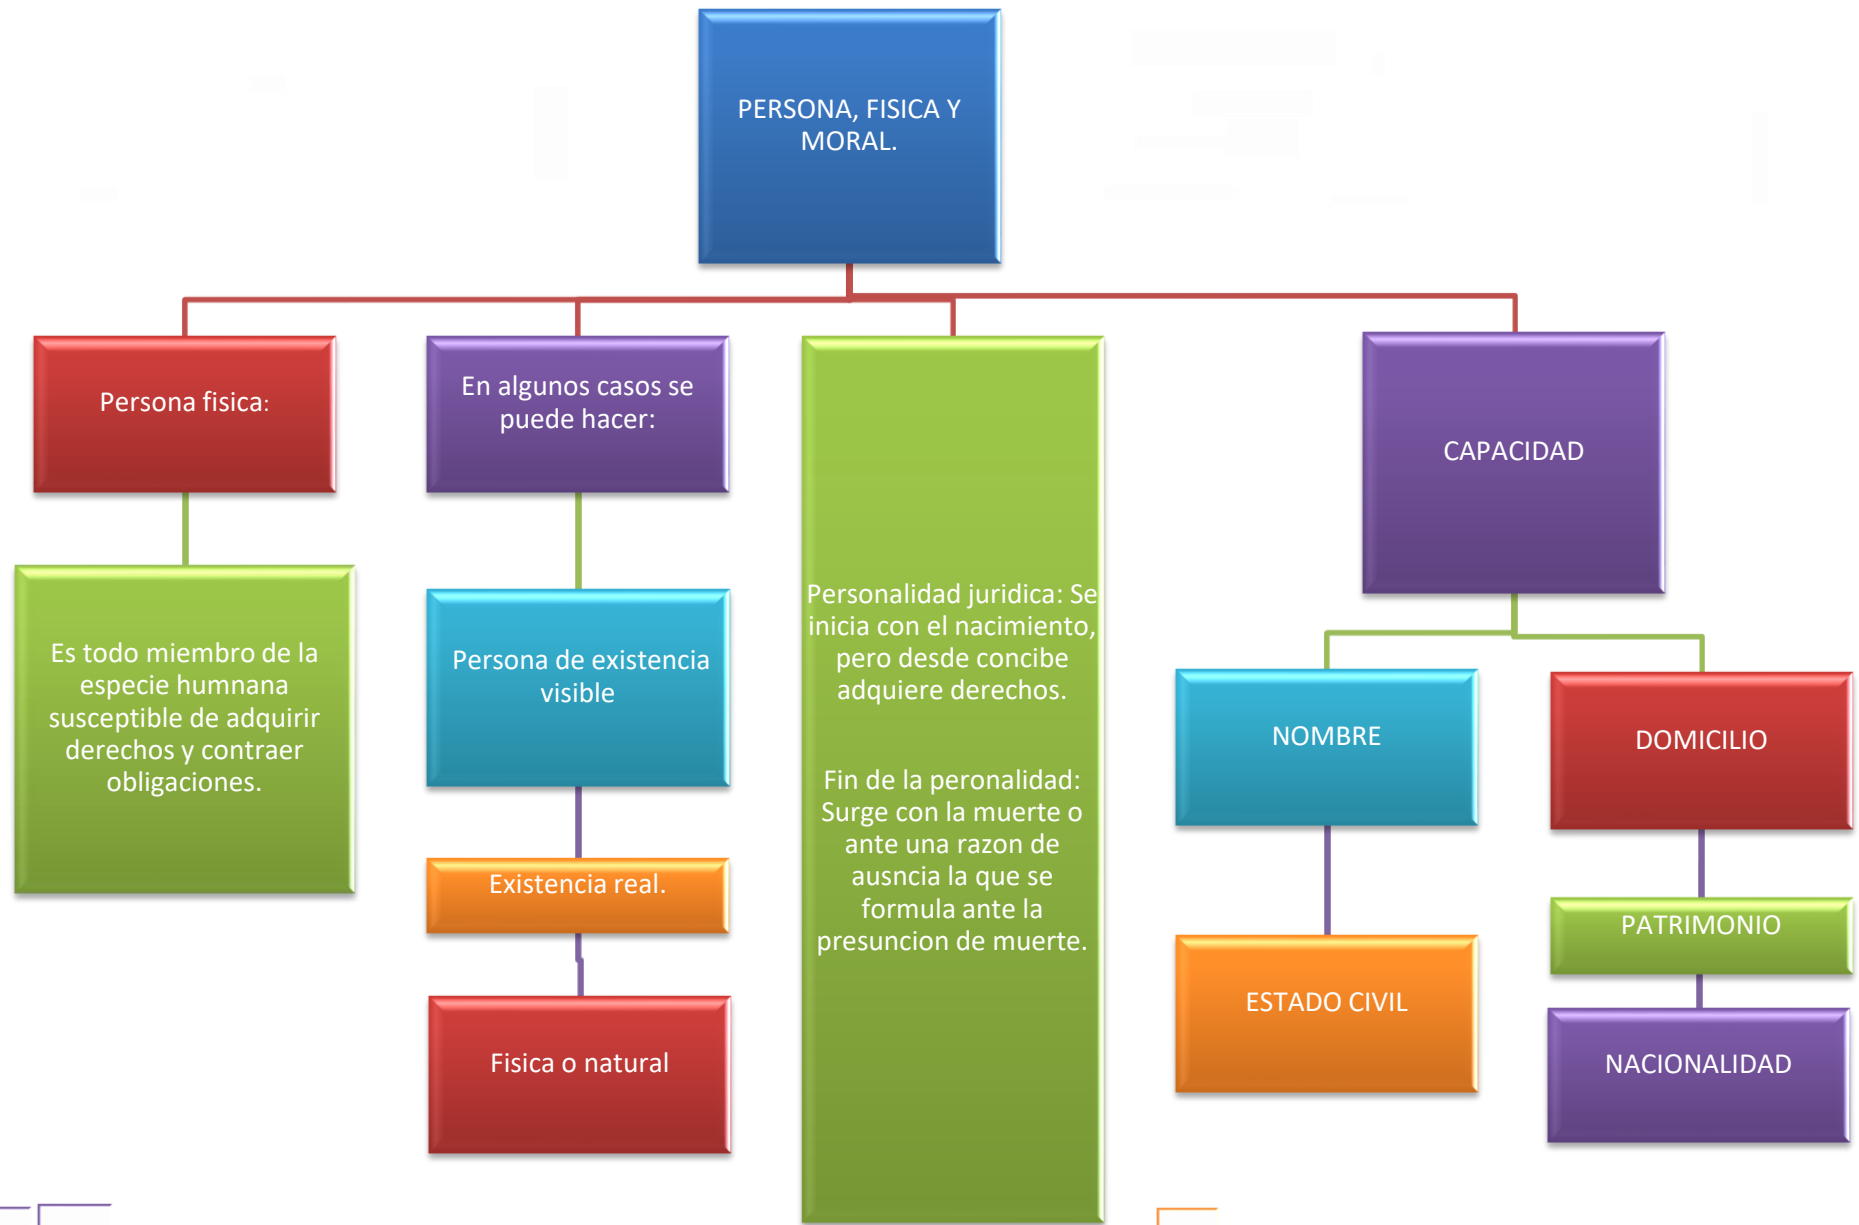 PERSONA, FISICA Y
MORAL.
Persona fisica:
Es todo miembro de la
especie humnana
susceptible de adquirir
derechos y contraer
obligaciones.
En algunos casos se
puede hacer:
Persona de existencia
visible
Existencia real.
Fisica o natural
Personalidad juridica: Se
inicia con el nacimiento,
pero desde concibe
adquiere derechos.
Fin de la peronalidad:
Surge con la muerte o
ante una razon de
ausncia la que se
formula ante la
presuncion de muerte.
CAPACIDAD
NOMBRE
ESTADO CIVIL
DOMICILIO
PATRIMONIO
NACIONALIDAD